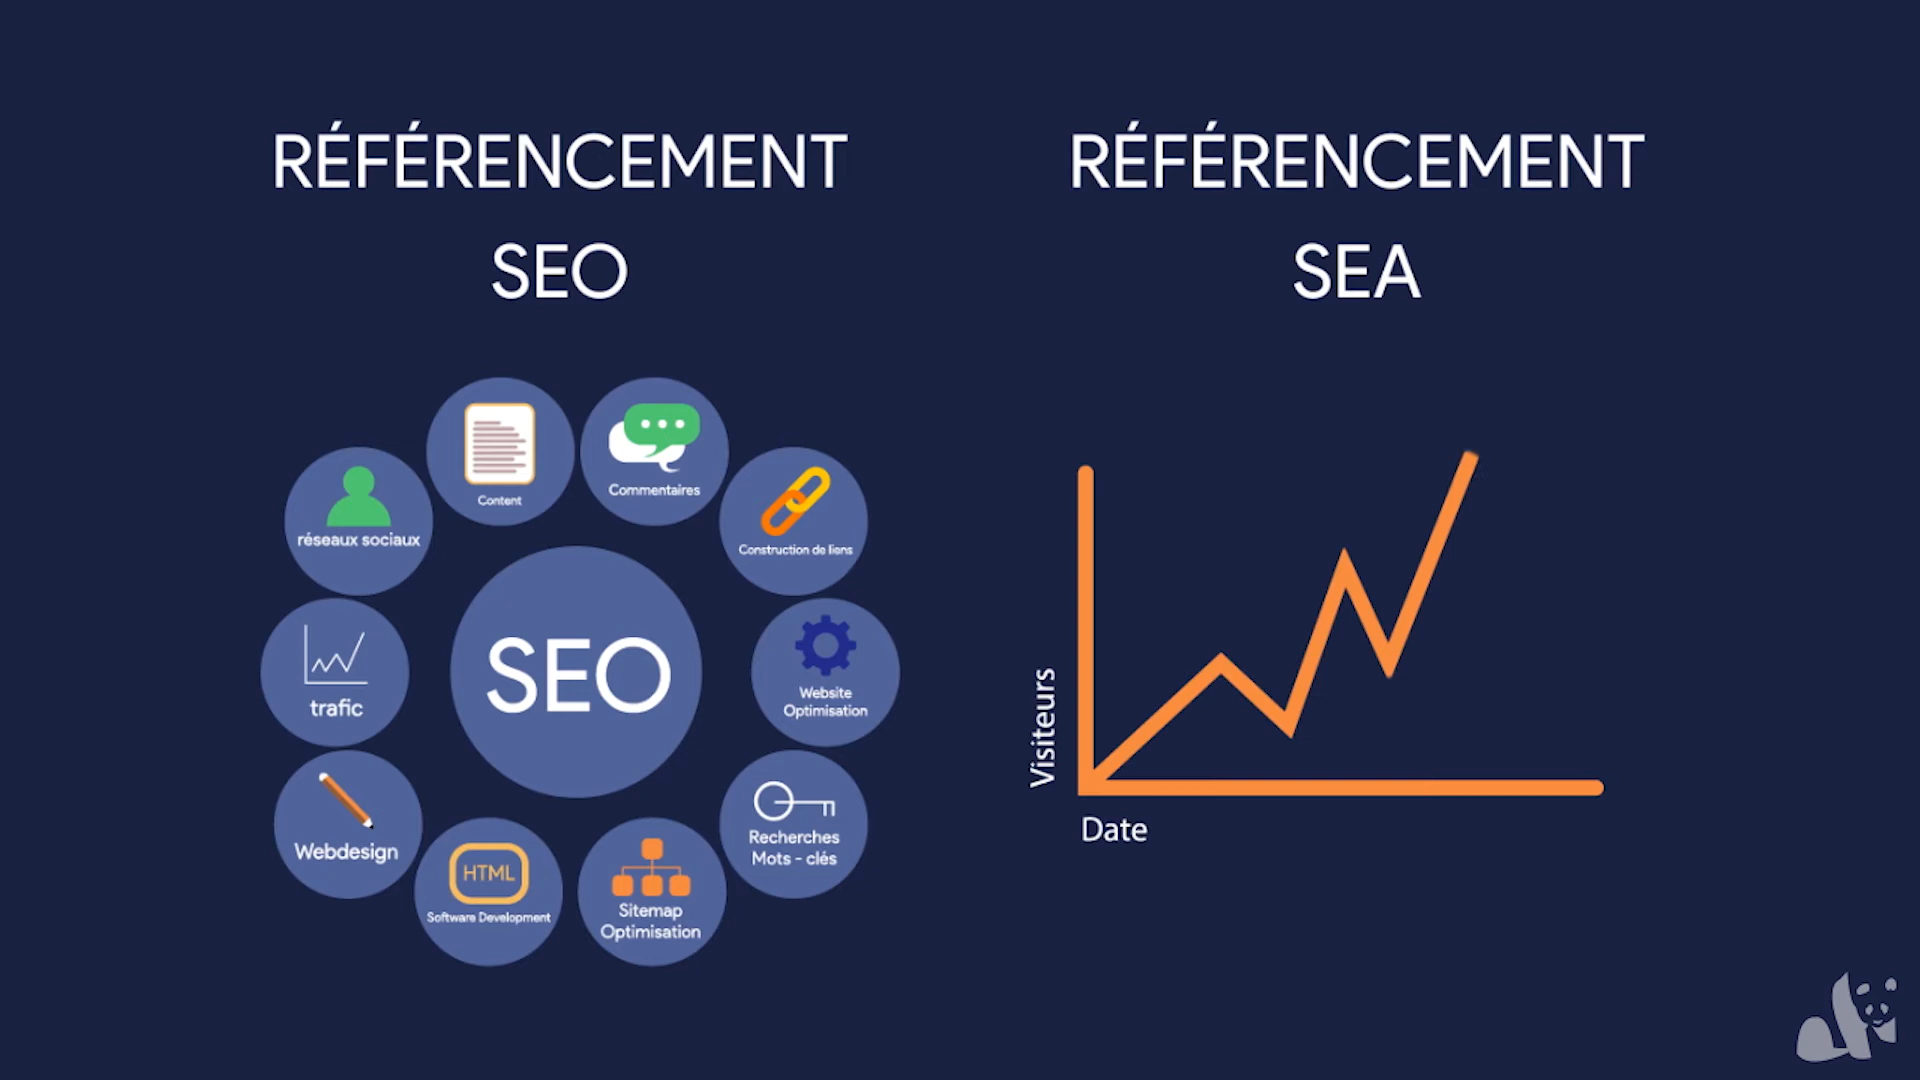 RÉFÉRENCEMENT
SEO
RÉFÉRENCEMENT
SEA
Content
Commentaires
réseaux sociaux
Construction de liens
trafic
SEO
Website
Optimisation
Webdesign
Recherches
Mots - clés
HTML
Software Development
Sitemap
Optimisation
Visiteurs
Date